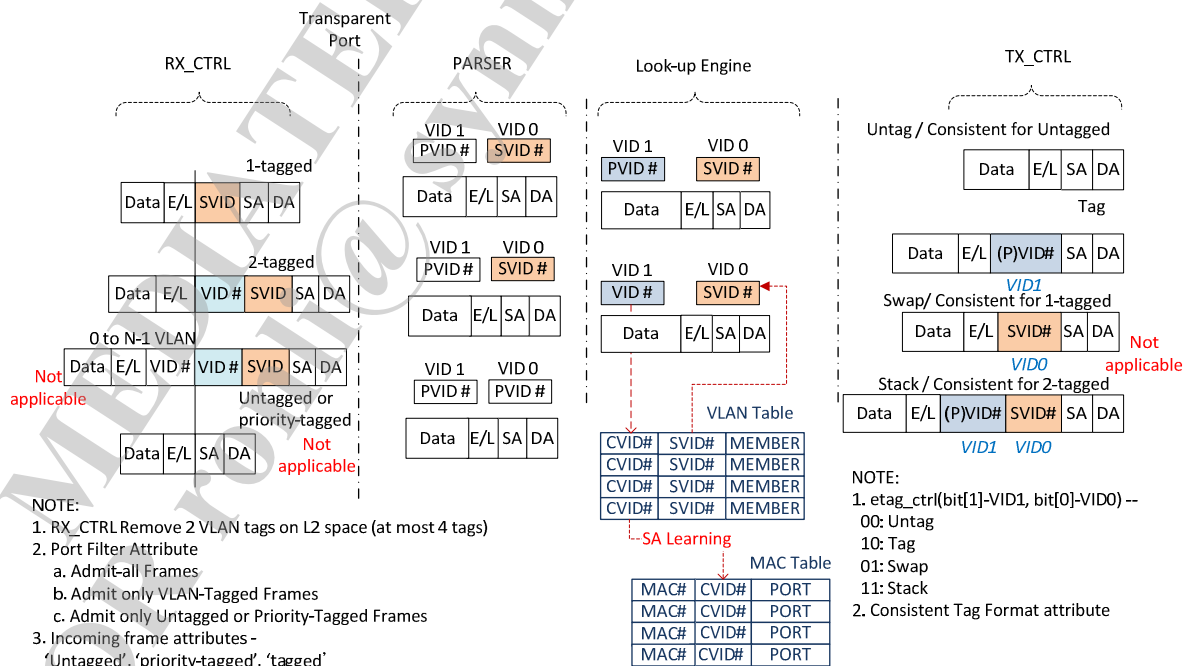 Transparent
Port
RX_CTRL
PARSER
Look-up Engine
TX_CTRL
1-tagged
Data E/L SVID SA DA
2-tagged
Data E/L VID # SVID SA DA
0 to N-1 VLAN
Data E/L VID # VID # SVID SA DA
Not
applicable
Untagged or
priority-tagged
Data E/L SA DA
Not
applicable
VID 1 VID 0
PVID # SVID #
Data E/L SA DA
VID 1 VID 0
PVID # SVID #
Data E/L SA DA
VID 1 VID 0
PVID # PVID #
Data E/L SA DA
VID 1 VID 0
PVID # SVID #
Data E/L SA DA
VID 1 VID 0
VID # SVID #
Data E/L SA DA
VLAN Table
CVID# SVID# MEMBER
CVID# SVID# MEMBER
CVID# SVID# MEMBER
CVID# SVID# MEMBER
SA Learning
MAC Table
MAC# CVID# PORT
MAC# CVID# PORT
MAC# CVID# PORT
MAC# CVID# PORT
Untag / Consistent for Untagged
Data E/L SA DA
Tag
Data E/L (P)VID# SA DA
VID1
Swap/ Consistent for 1-tagged
Data E/L SVID# SA DA
VID0
Not
applicable
Stack / Consistent for 2-tagged
Data E/L (P)VID# SVID# SA DA
VID1 VID0
NOTE:
1. etag_ctrl(bit[1]-VID1, bit[0]-VID0) --
00: Untag
10: Tag
01: Swap
11: Stack
2. Consistent Tag Format attribute
NOTE:
1. RX_CTRL Remove 2 VLAN tags on L2 space (at most 4 tags)
2. Port Filter Attribute
a. Admit-all Frames
b. Admit only VLAN-Tagged Frames
c. Admit only Untagged or Priority-Tagged Frames
3. Incoming frame attributes -
'Untagged', 'priority-tagged', 'tagged'